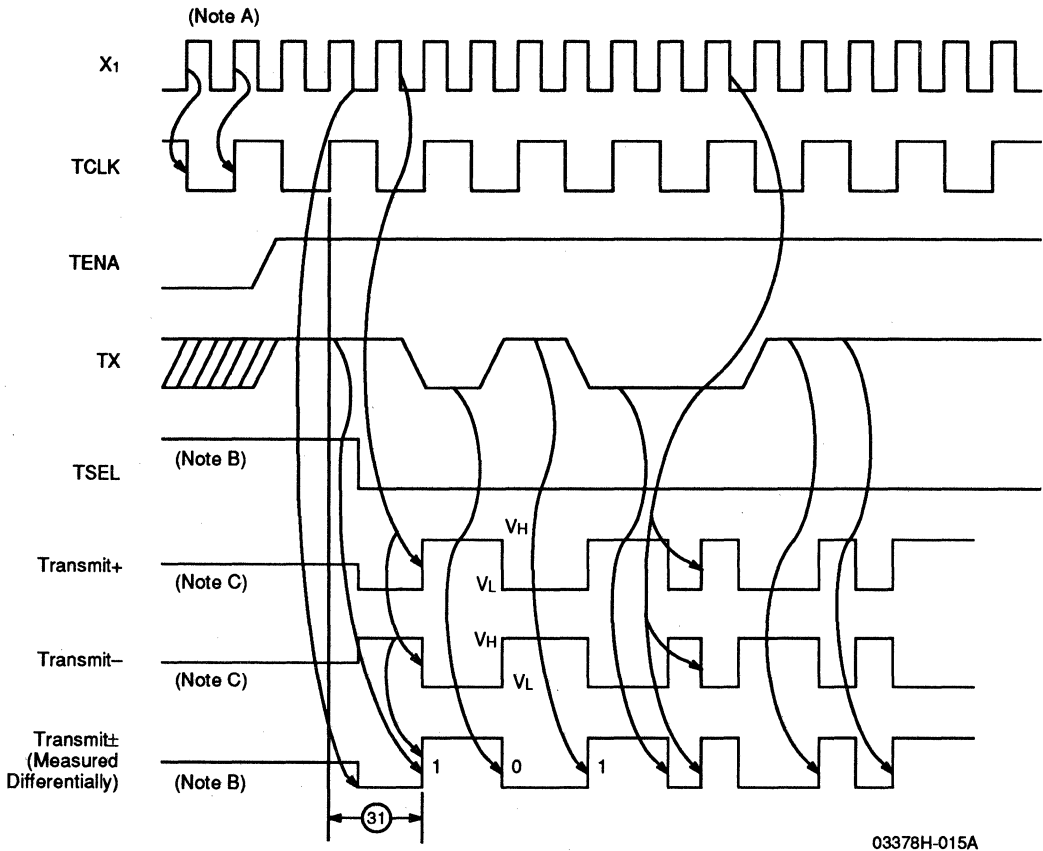 (Note A)
X1
TCLK
TENA
TX
TSEL
(Note B)
VH
Transmit+
(Note C)
VL
VH
Transmit–
(Note C)
VL
Transmit±
(Measured
Differentially)
(Note B)
1
0
1
31
03378H-015A